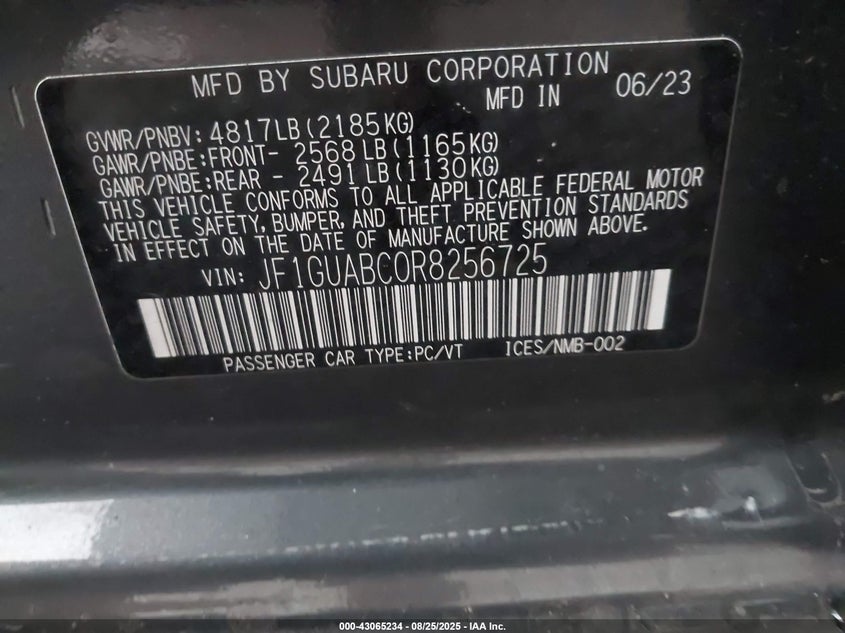 MFD BY SUBARU CORPORATION
MFD IN 06/23
GVWR/PNBV: 4817LB(2185KG)
GAWR/PNBE:FRONT- 2568 LB(1165KG)
GAWR/PNBE:REAR - 2491 LB(1130KG)
THIS VEHICLE CONFORMS TO ALL APPLICABLE FEDERAL MOTOR
VEHICLE SAFETY, BUMPER, AND THEFT PREVENTION STANDARDS
IN EFFECT ON THE DATE OF MANUFACTURE SHOWN ABOVE.
VIN: JF1GUABC0R8256725
PASSENGER CAR TYPE:PC/VT ICES/NMB-002
000-43065234 - 08/25/2025 - IAA Inc.